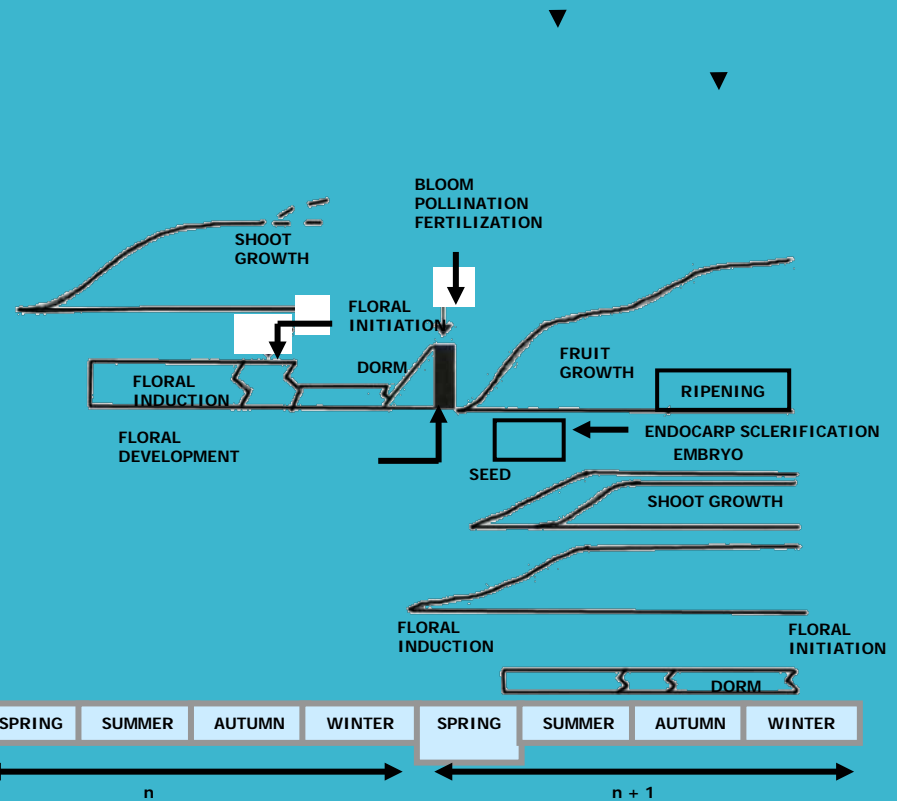 BLOOM
POLLINATION
FERTILIZATION
SHOOT
GROWTH
FLORAL
INITIATION
DORM
FLORAL
INDUCTION
FLORAL
DEVELOPMENT
FRUIT
GROWTH
RIPENING
ENDOCARP SCLERIFICATION
EMBRYO
SEED
SHOOT GROWTH
FLORAL
INDUCTION
FLORAL
INITIATION
DORM
SPRING SUMMER AUTUMN WINTER SPRING SUMMER AUTUMN WINTER
n n + 1